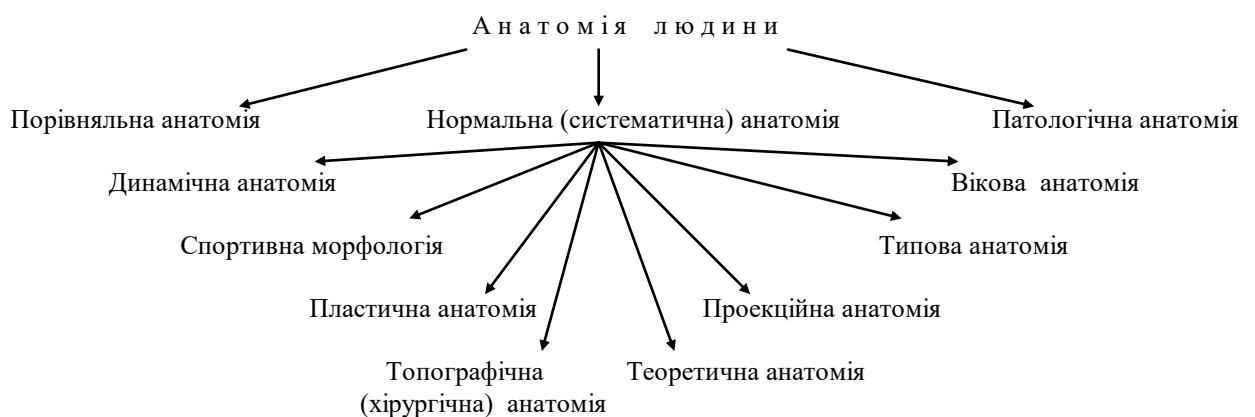 Анатомія людини
Порівняльна анатомія Нормальна (систематична) анатомія Патологічна анатомія
Динамічна анатомія Вікова анатомія
Спортивна морфологія Типова анатомія
Пластична анатомія Проекційна анатомія
Топографічна Теоретична анатомія
(хірургічна) анатомія